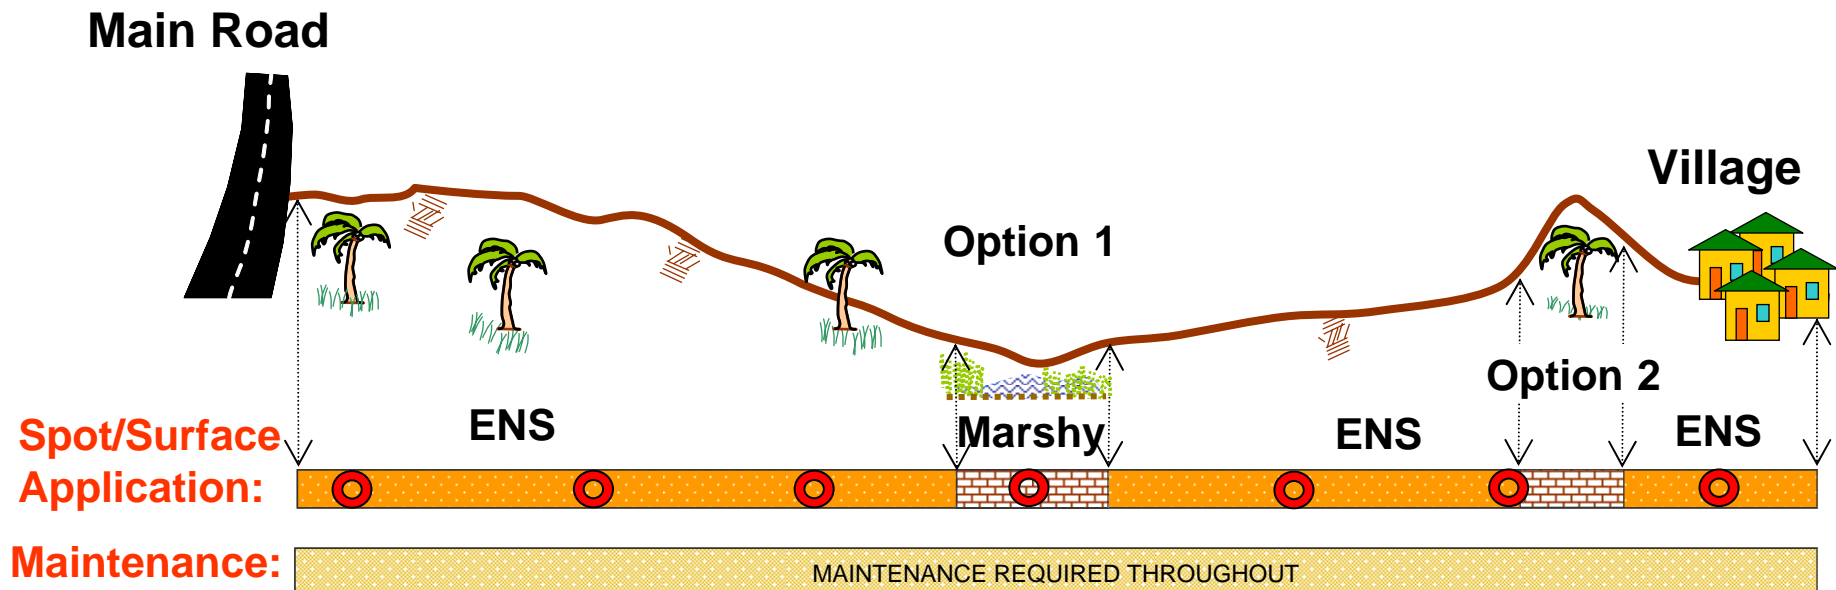 Main Road
Village
Option 1
Option 2
ENS
Marshy
ENS
ENS
Spot/Surface
Application:
Maintenance:
MAINTENANCE REQUIRED THROUGHOUT